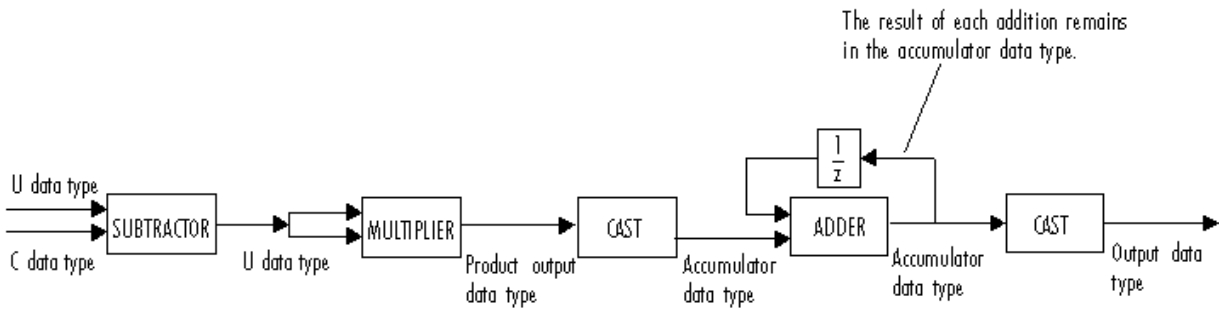 The result of each addition remains
in the accumulator data type.
1
z
U data type
C data type
SUBTRACTOR
U data type
MULTIPLIER
Product output
data type
CAST
Accumulator
data type
ADDER
Accumulator
data type
CAST
Output data
type